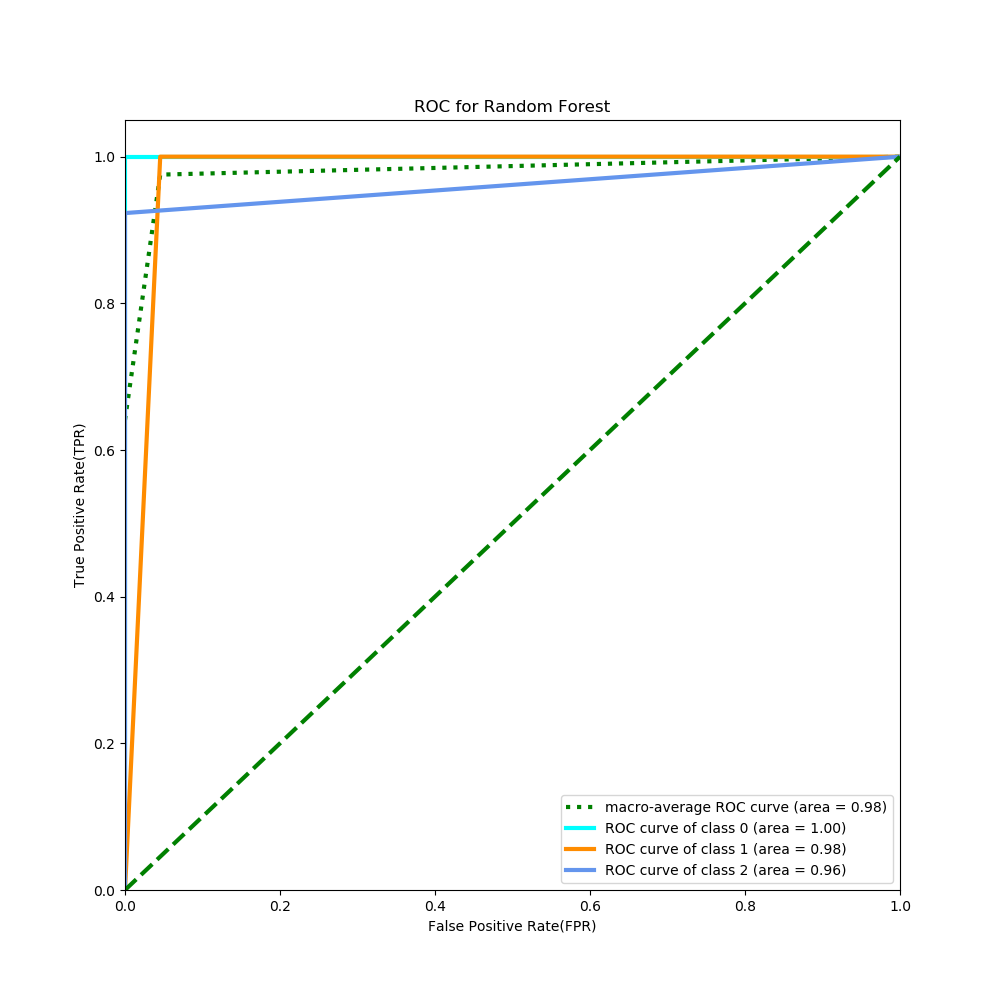 ROC for Random Forest
1.0
0.8
0.6
0.4
0.2
0.0
True Positive Rate(TPR)
macro-average ROC curve (area = 0.98)
ROC curve of class 0 (area = 1.00)
ROC curve of class 1 (area = 0.98)
ROC curve of class 2 (area = 0.96)
0.0 0.2 0.4 0.6 0.8 1.0
False Positive Rate(FPR)